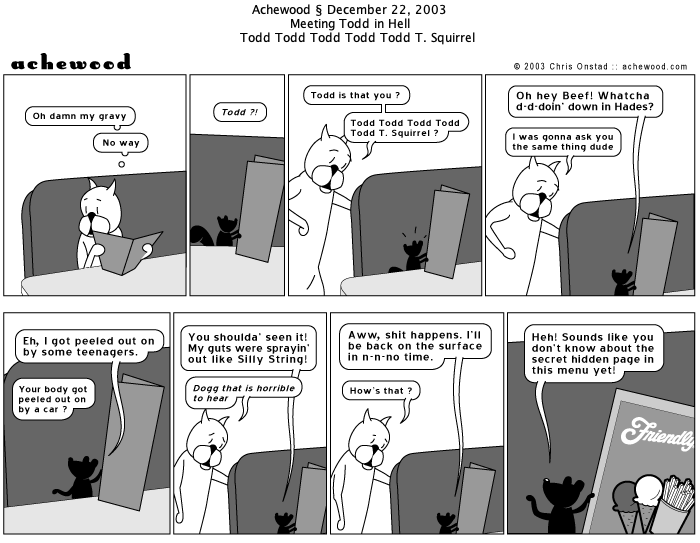 Achewood § December 22, 2003
Meeting Todd in Hell
Todd Todd Todd Todd Todd T. Squirrel
achewood
© 2003 Chris Onstad :: achewood.com
Oh damn my gravy
No way
Todd ?!
Todd is that you ?
Todd Todd Todd Todd
Todd T. Squirrel ?
Oh hey Beef! Whatcha
d-d-doin' down in Hades?
I was gonna ask you
the same thing dude
Eh, I got peeled out on
by some teenagers.
Your body got
peeled out on
by a car ?
You shoulda' seen it!
My guts were sprayin'
out like Silly String!
Dogg that is horrible
to hear
Aww, shit happens. I'll
be back on the surface
in n-n-no time.
How's that ?
Heh! Sounds like you
don't know about the
secret hidden page in
this menu yet!
Friendly